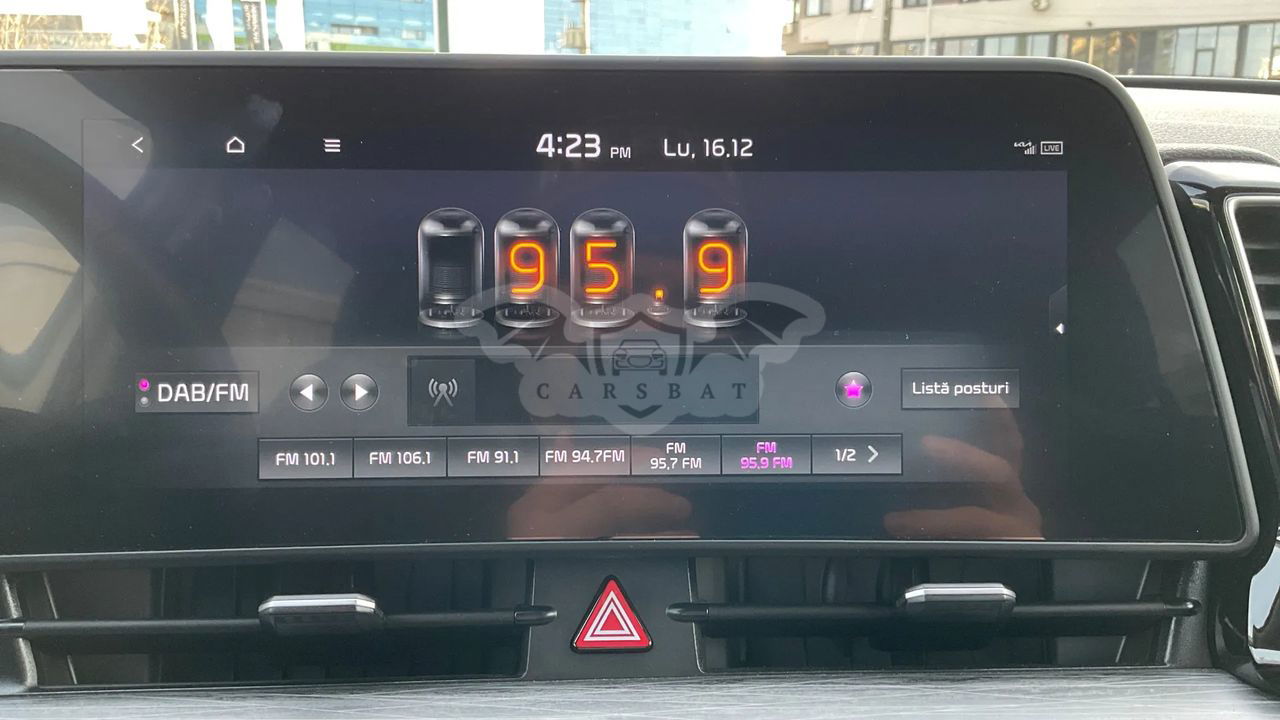 4:23 PM Lu, 16.12
KIA LIVE
95.9
DAB/FM
CARSBAT
Listă posturi
FM 101.1 FM 106.1 FM 91.1 FM 94.7FM FM 95,7 FM FM 95,9 FM 1/2